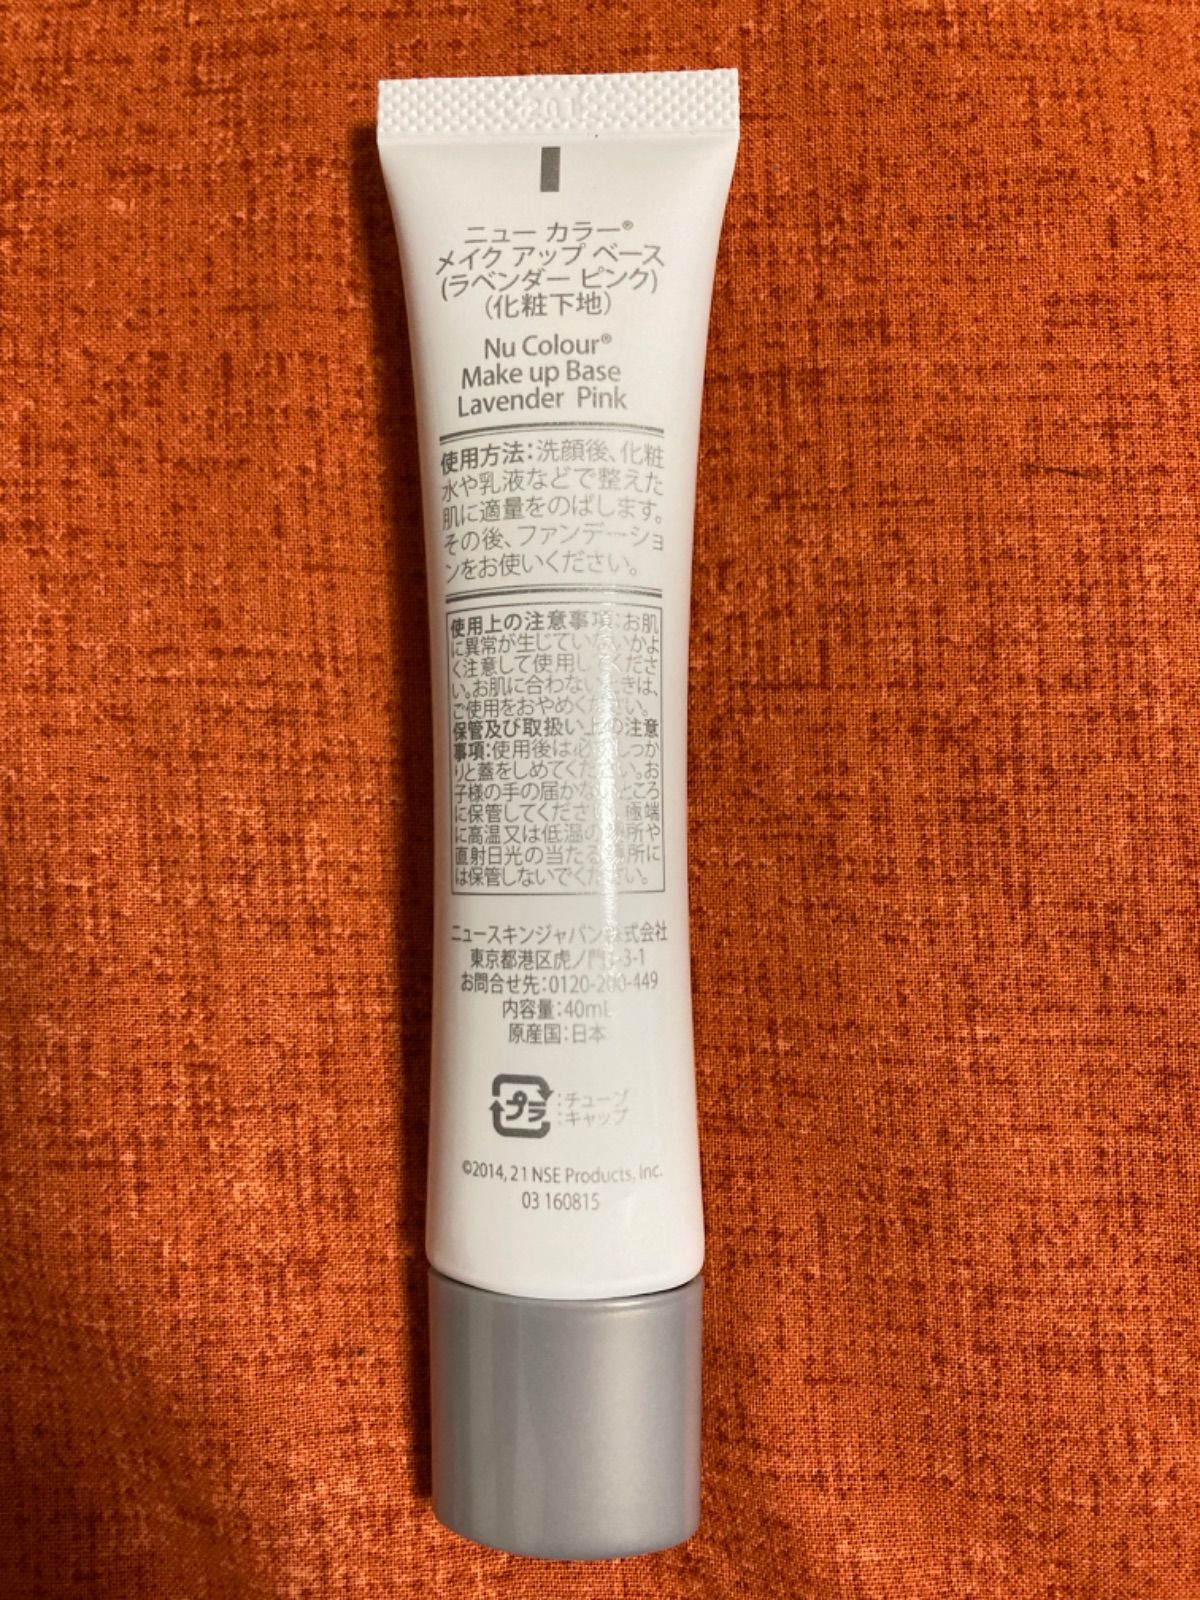 ニュー カラー®
メイク アップ ベース
(ラベンダー ピンク)
（化粧下地）
Nu Colour®
Make up Base
Lavender Pink
使用方法：洗顔後、化粧
水や乳液などで整えた
肌に適量をのばします。
その後、ファンデーショ
ンをお使いください。
使用上の注意事項：お肌
に異常が生じていないかよ
く注意して使用してくださ
い。お肌に合わないときは、
ご使用をおやめください。
保管及び取扱い上の注意
事項：使用後は必ずしっか
りと蓋をしめてください。お
子様の手の届かないところ
に保管してください。極端
に高温又は低温の場所や
直射日光の当たる場所に
は保管しないでください。
ニュースキンジャパン株式会社
東京都港区虎ノ門 -3-1
お問合せ先：0120-200-449
内容量：40mL
原産国：日本
プラ
：チューブ
：キャップ
©2014, 21 NSE Products, Inc.
03 160815